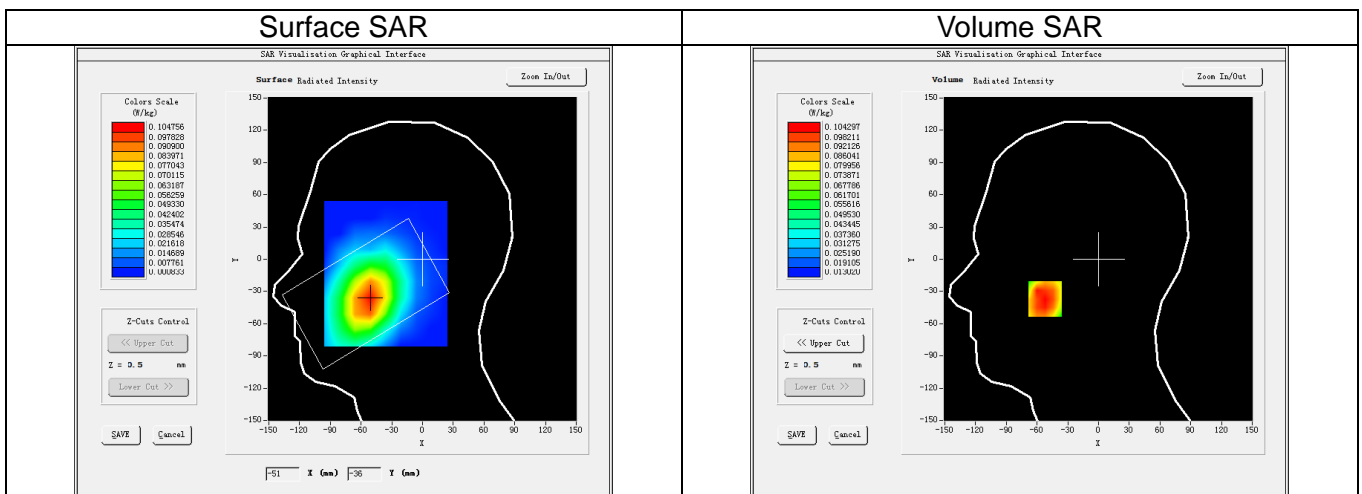 Surface SAR
SAR Visualisation Graphical Interface
Surface Radiated Intensity
Zoom In/Out
Colors Scale
(W/kg)
0.104756
0.097828
0.090900
0.083971
0.077043
0.070115
0.063187
0.056259
0.049330
0.042402
0.035474
0.028546
0.021618
0.014689
0.007761
0.000833
Z-Cuts Control
<< Upper Cut
Z = 0.5 mm
Lower Cut >>
SAVE
Cancel
150
120
90
60
30
0
-30
-60
-90
-120
-150
Y
-150 -120 -90 -60 -30 0 30 60 90 120 150
X
-51 X (mm) -36 Y (mm)
Volume SAR
SAR Visualisation Graphical Interface
Volume Radiated Intensity
Zoom In/Out
Colors Scale
(W/kg)
0.104297
0.098211
0.092126
0.086041
0.079956
0.073871
0.067786
0.061701
0.055616
0.049530
0.043445
0.037360
0.031275
0.025190
0.019105
0.013020
Z-Cuts Control
<< Upper Cut
Z = 0.5 mm
Lower Cut >>
SAVE
Cancel
150
120
90
60
30
0
-30
-60
-90
-120
-150
Y
-150 -120 -90 -60 -30 0 30 60 90 120 150
X